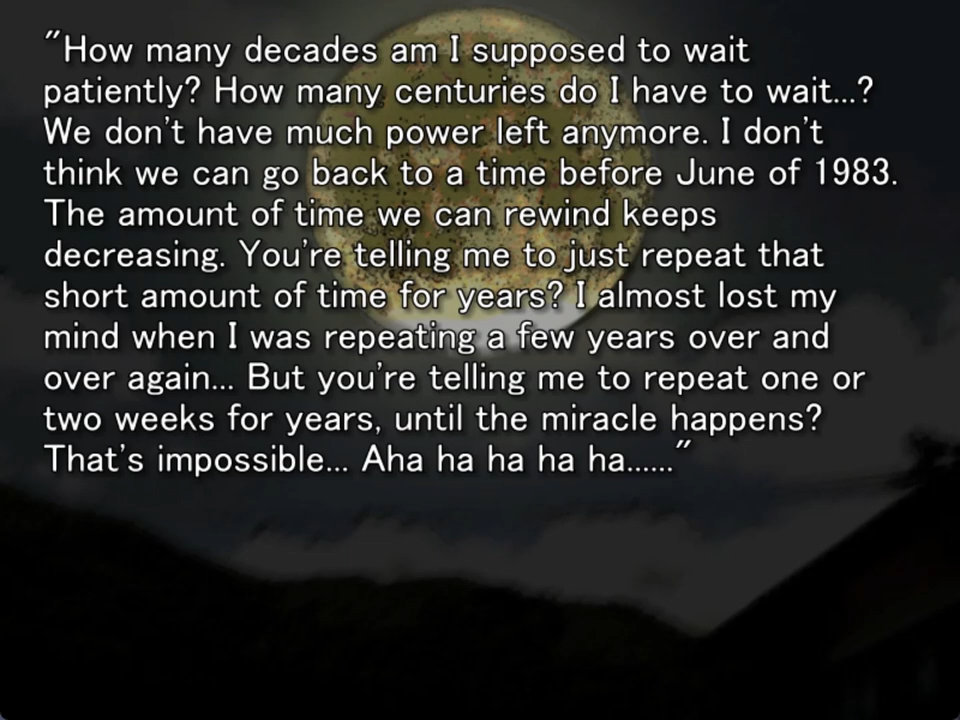 "How many decades am I supposed to wait
patiently? How many centuries do I have to wait...?
We don't have much power left anymore. I don't
think we can go back to a time before June of 1983.
The amount of time we can rewind keeps
decreasing. You're telling me to just repeat that
short amount of time for years? I almost lost my
mind when I was repeating a few years over and
over again... But you're telling me to repeat one or
two weeks for years, until the miracle happens?
That's impossible... Aha ha ha ha ha......"